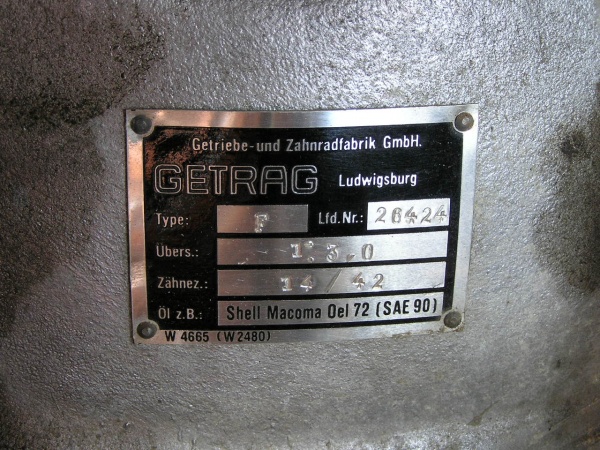 Getriebe-und Zahnradfabrik GmbH.
GETRAG Ludwigsburg
Type: F Lfd.Nr.: 26424
Übers.: 1:3.0
Zähnez.: 14/42
Öl z.B.: Shell Macoma Oel 72 (SAE 90)
W 4665 (W2480)